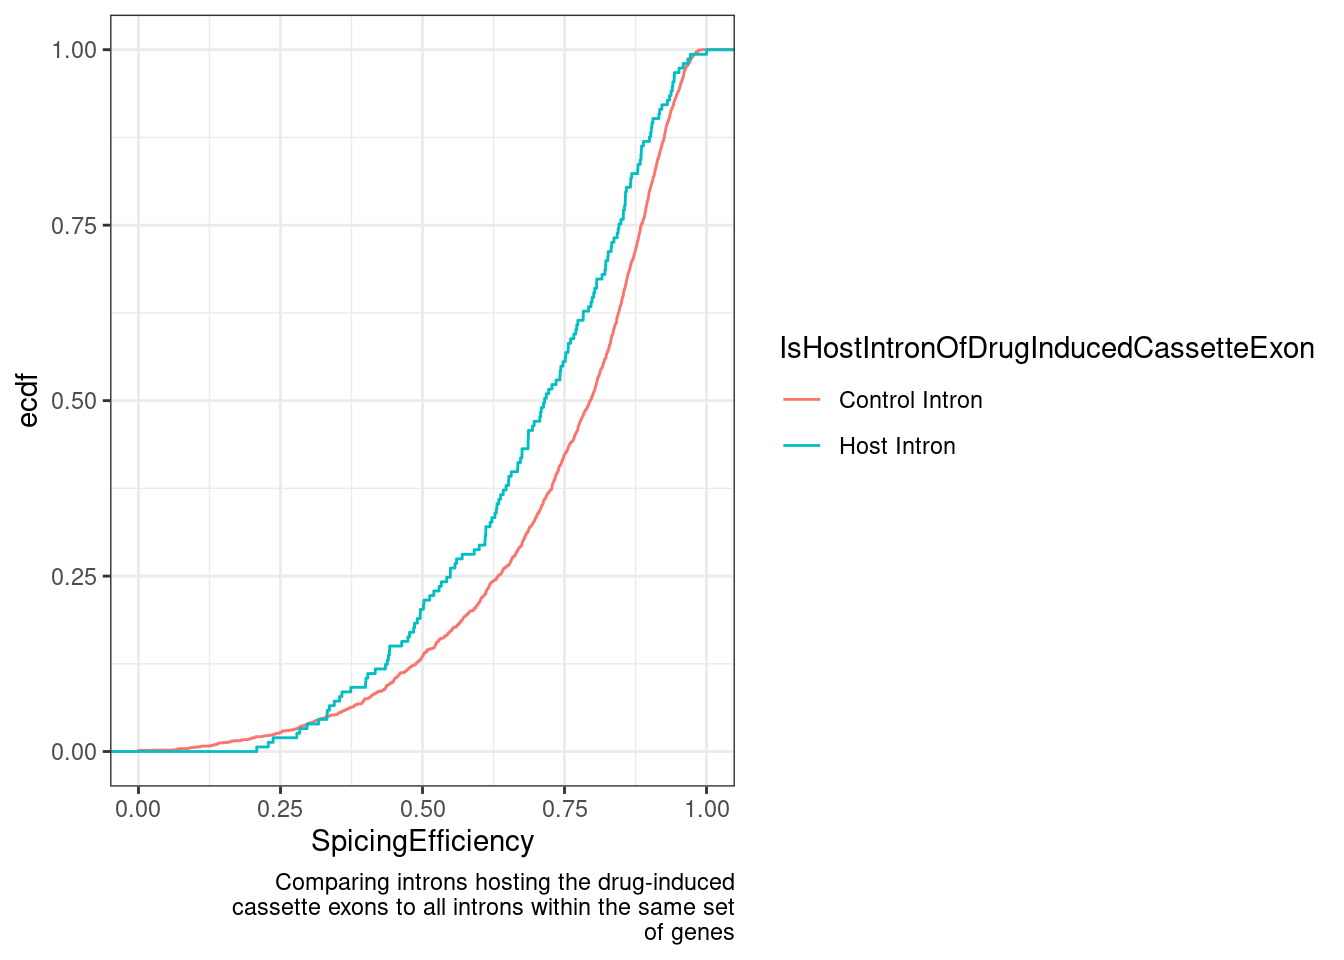 1.00
0.75
0.50
0.25
0.00
ecdf
0.00 0.25 0.50 0.75 1.00
SpicingEfficiency
Comparing introns hosting the drug-induced
cassette exons to all introns within the same set
of genes
IsHostIntronOfDrugInducedCassetteExon
Control Intron
Host Intron